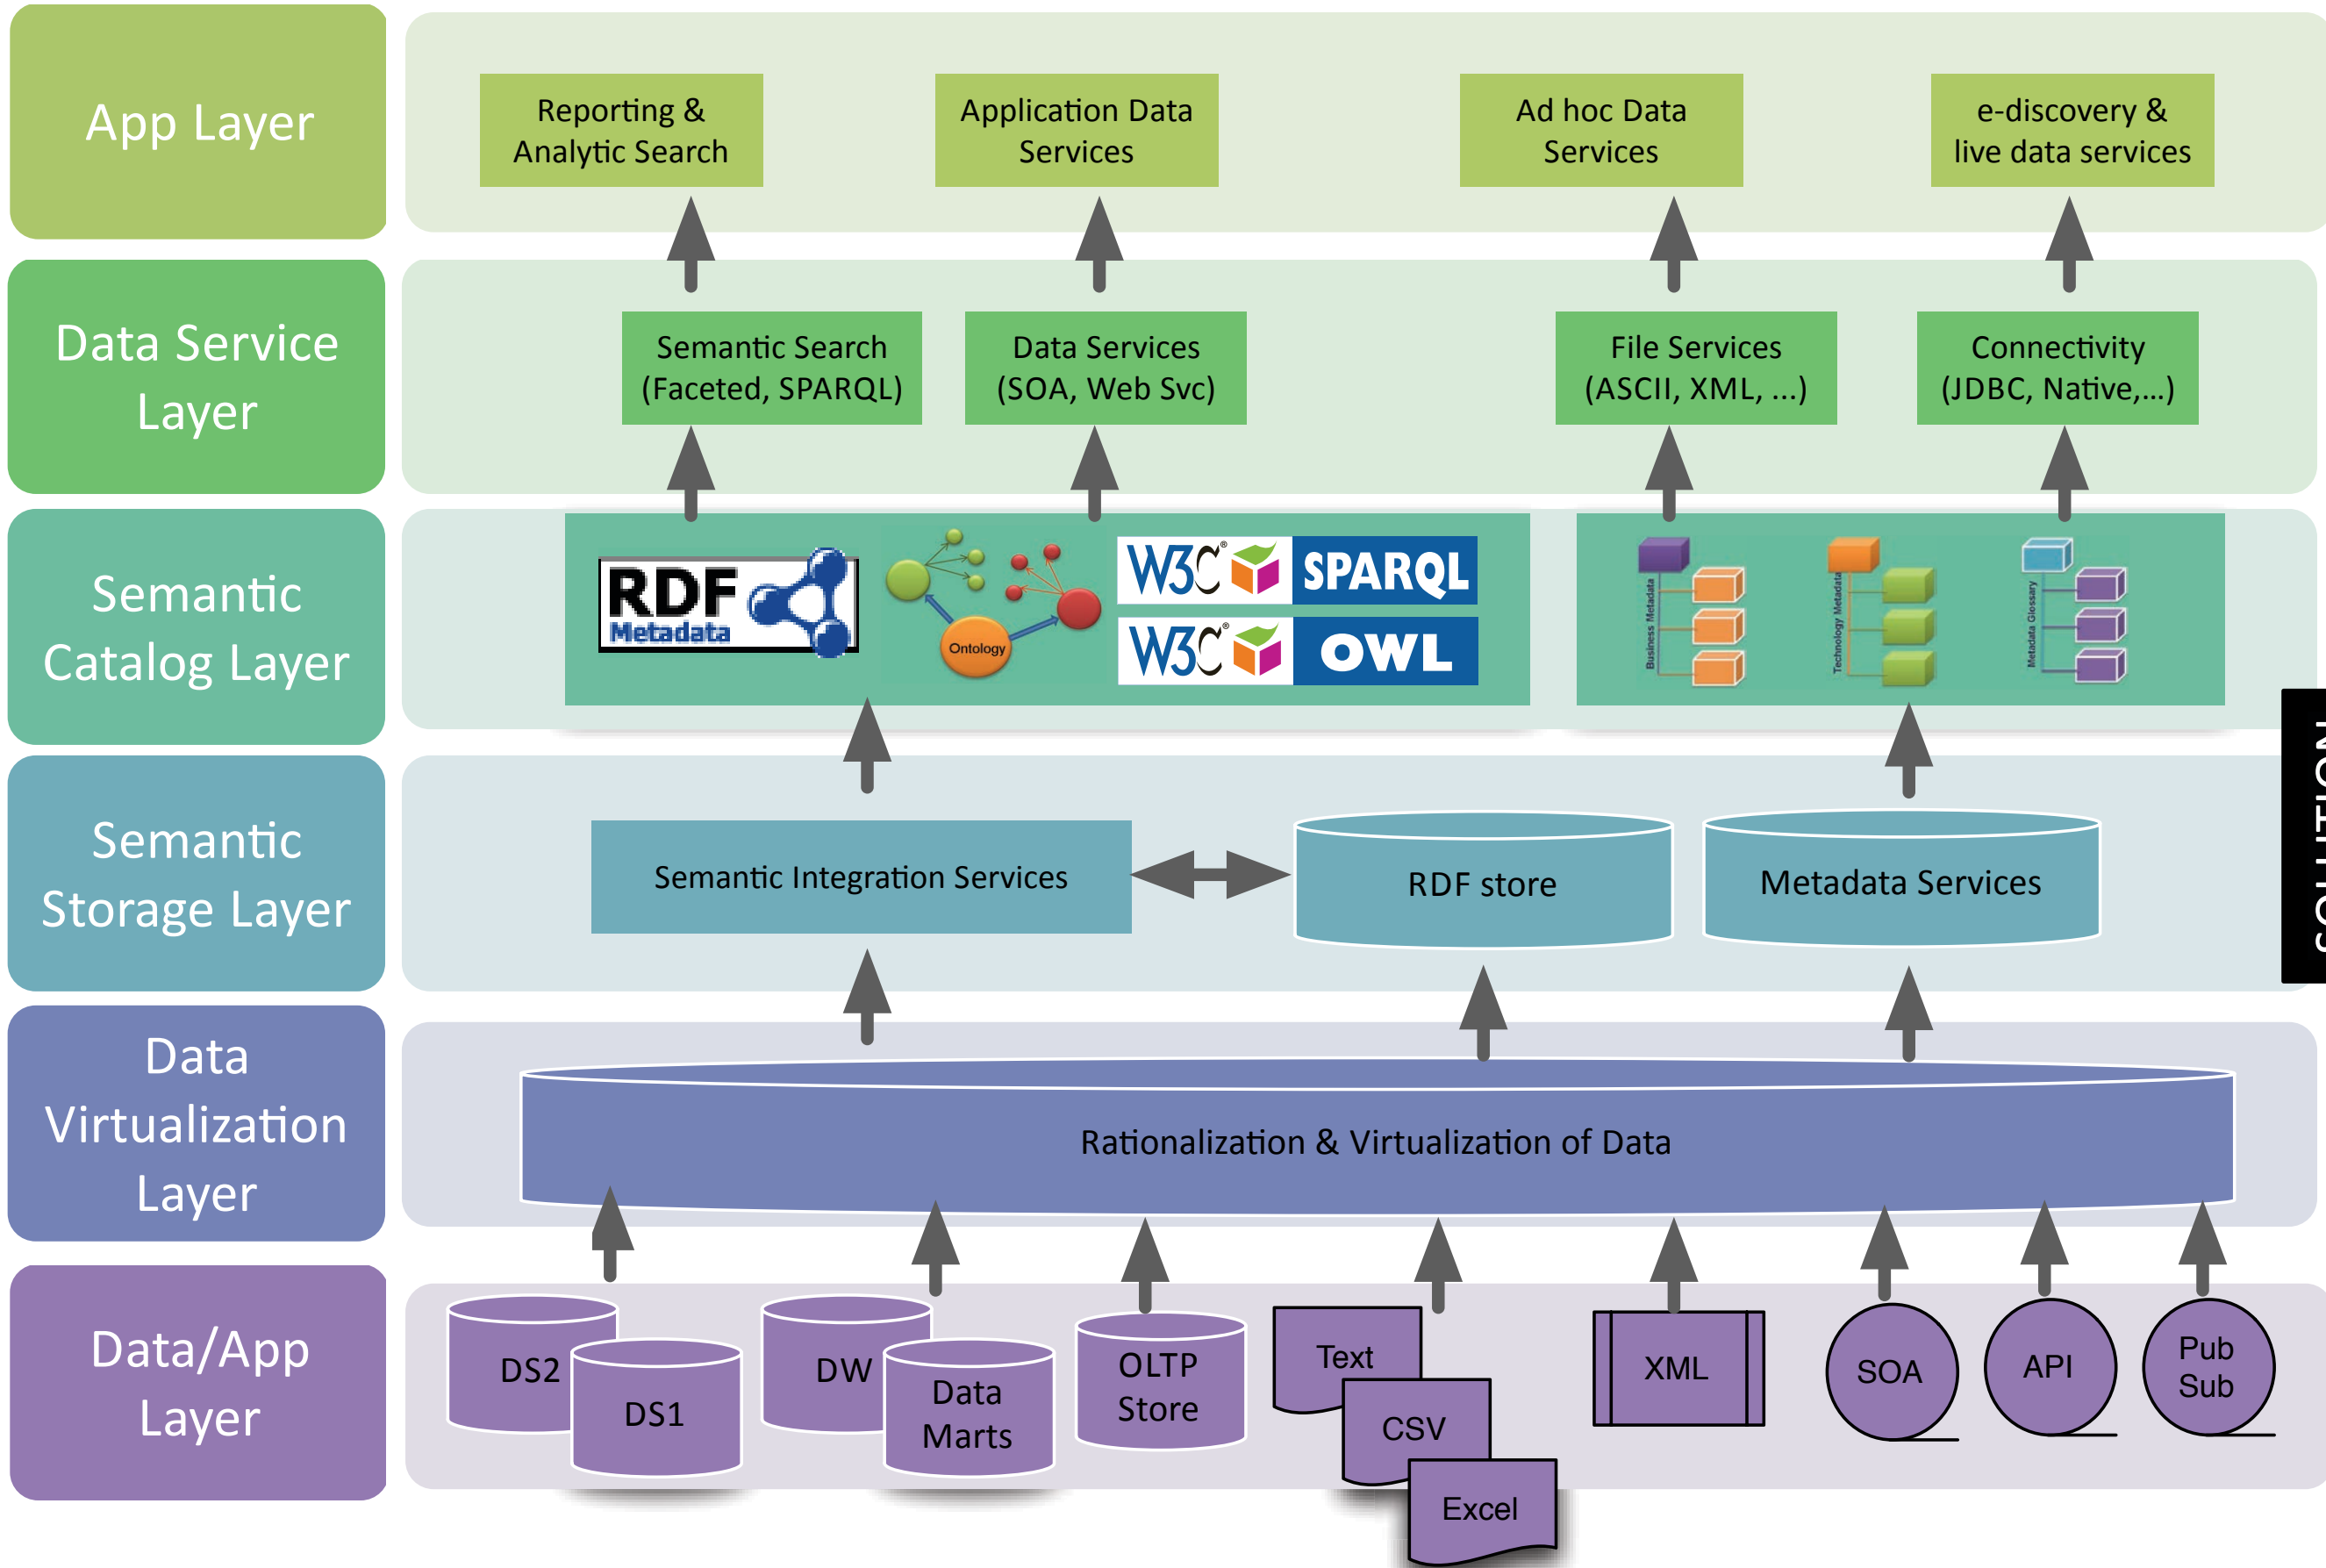 App Layer
Reporting &
Analytic Search
Application Data
Services
Ad hoc Data
Services
e-discovery &
live data services
Data Service
Layer
Semantic Search
(Faceted, SPARQL)
Data Services
(SOA, Web Svc)
File Services
(ASCII, XML, ...)
Connectivity
(JDBC, Native,...)
Semantic
Catalog Layer
RDF
Metadata
Ontology
W3C® SPARQL
W3C® OWL
Business Metadata
Technology Metadata
Metadata Glossary
Semantic
Storage Layer
Semantic Integration Services
RDF store
Metadata Services
SOLUTION
Data
Virtualization
Layer
Rationalization & Virtualization of Data
Data/App
Layer
DS2
DS1
DW
Data
Marts
OLTP
Store
Text
CSV
Excel
XML
SOA
API
Pub
Sub